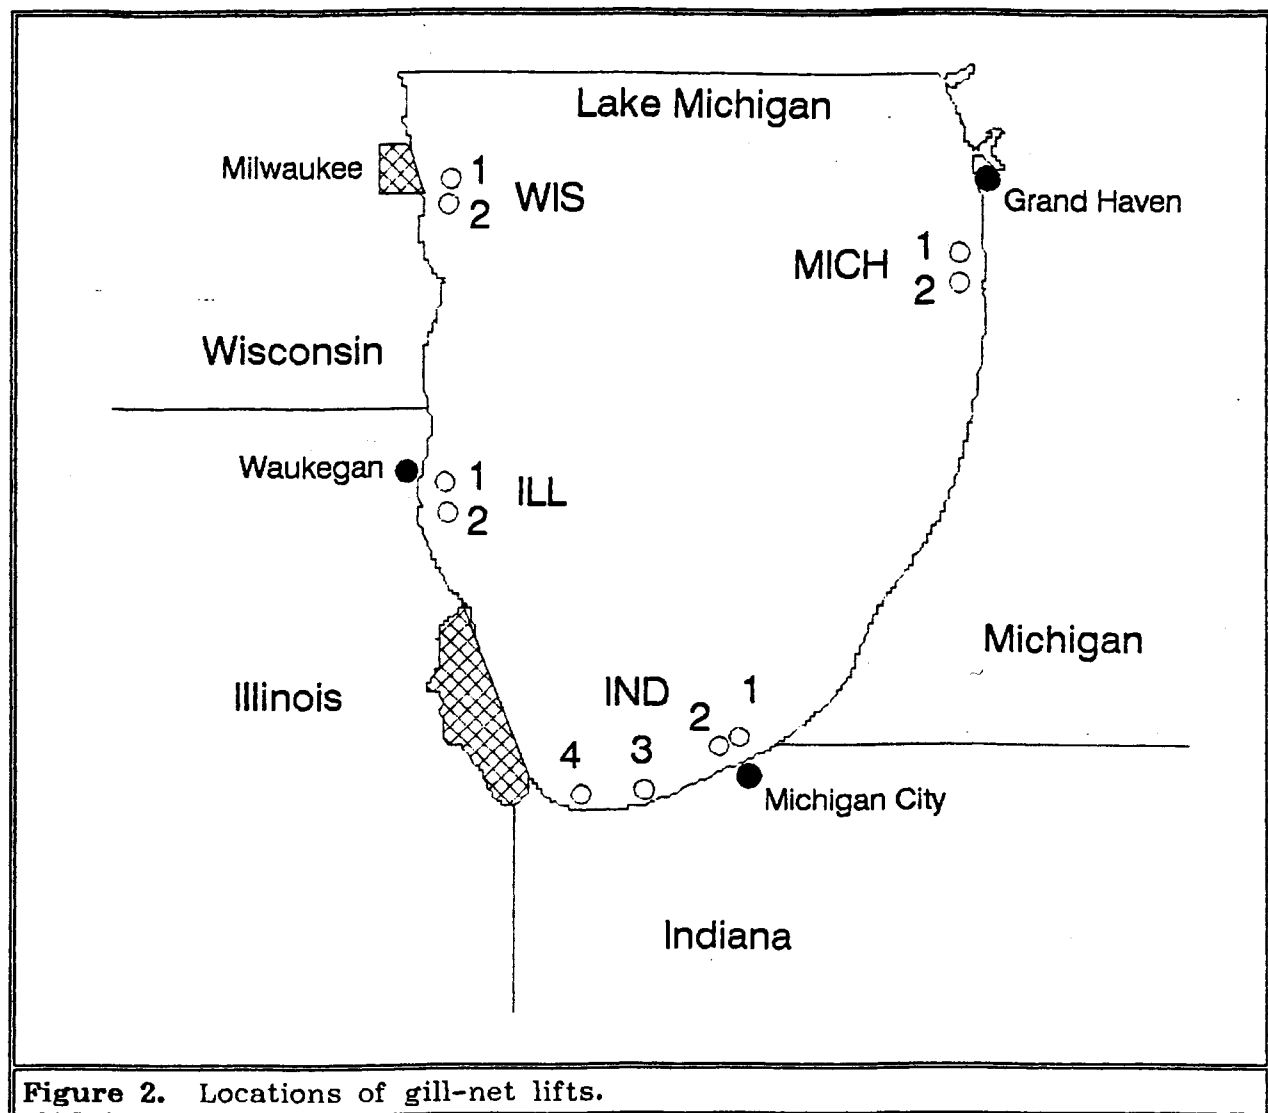 Lake Michigan
Milwaukee
1
2
WIS
Grand Haven
MICH
1
2
Wisconsin
Waukegan
1
2
ILL
Michigan
Illinois
IND
1
2
3
4
Michigan City
Indiana
Figure 2. Locations of gill-net lifts.